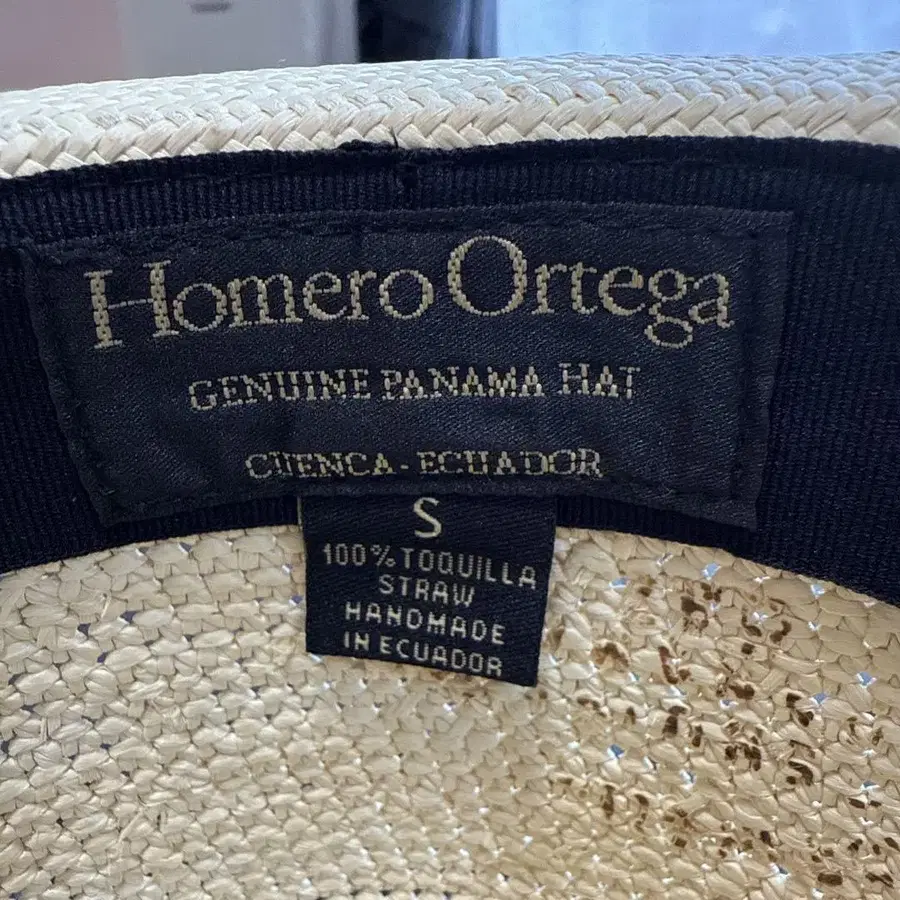 Homero Ortega
GENUINE PANAMA HAT
CUENCA - ECUADOR
S
100% TOQUILLA
STRAW
HANDMADE
IN ECUADOR